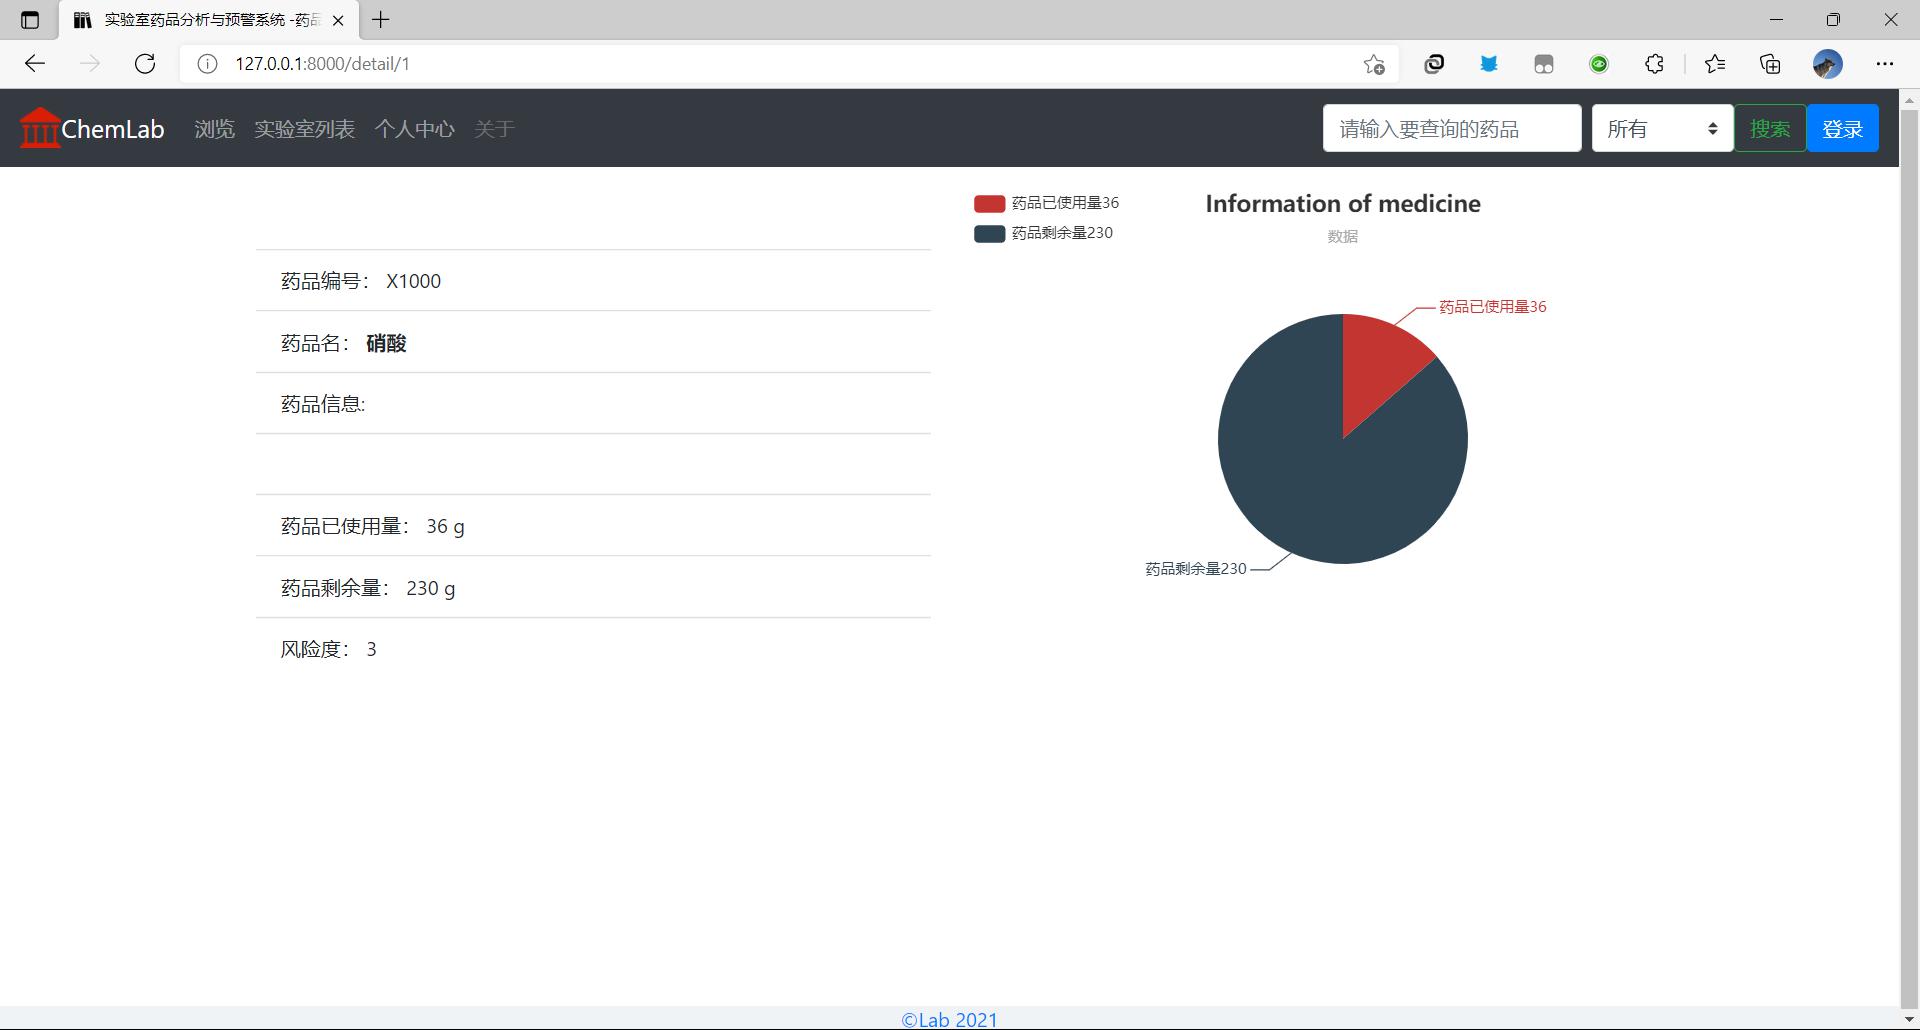 实验室药品分析与预警系统 -药品
127.0.0.1:8000/detail/1
ChemLab 浏览 实验室列表 个人中心 关于 请输入要查询的药品 所有 搜索 登录
药品编号： X1000
药品名： 硝酸
药品信息:
药品已使用量： 36 g
药品剩余量： 230 g
风险度： 3
药品已使用量36
药品剩余量230
Information of medicine
数据
药品已使用量36
药品剩余量230
©Lab 2021